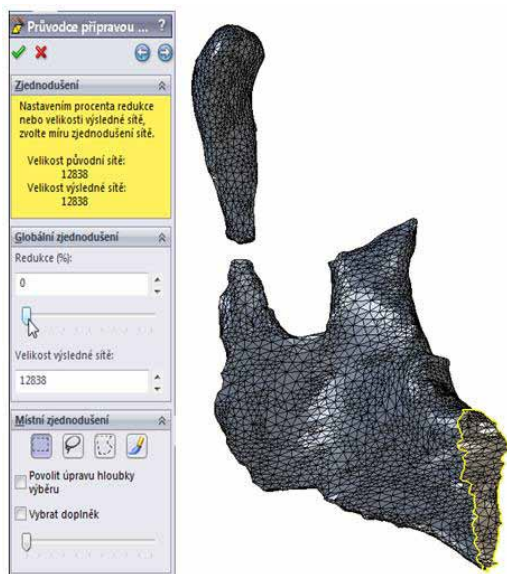 Průvodce přípravou ... ?
Zjednodušení
Nastavením procenta redukce
nebo velikosti výsledné sítě,
zvolte míru zjednodušení sítě.
Velikost původní sítě:
12838
Velikost výsledné sítě:
12838
Globální zjednodušení
Redukce (%):
0
Velikost výsledné sítě:
12838
Místní zjednodušení
Povolit úpravu hloubky
výběru
Vybrat doplněk